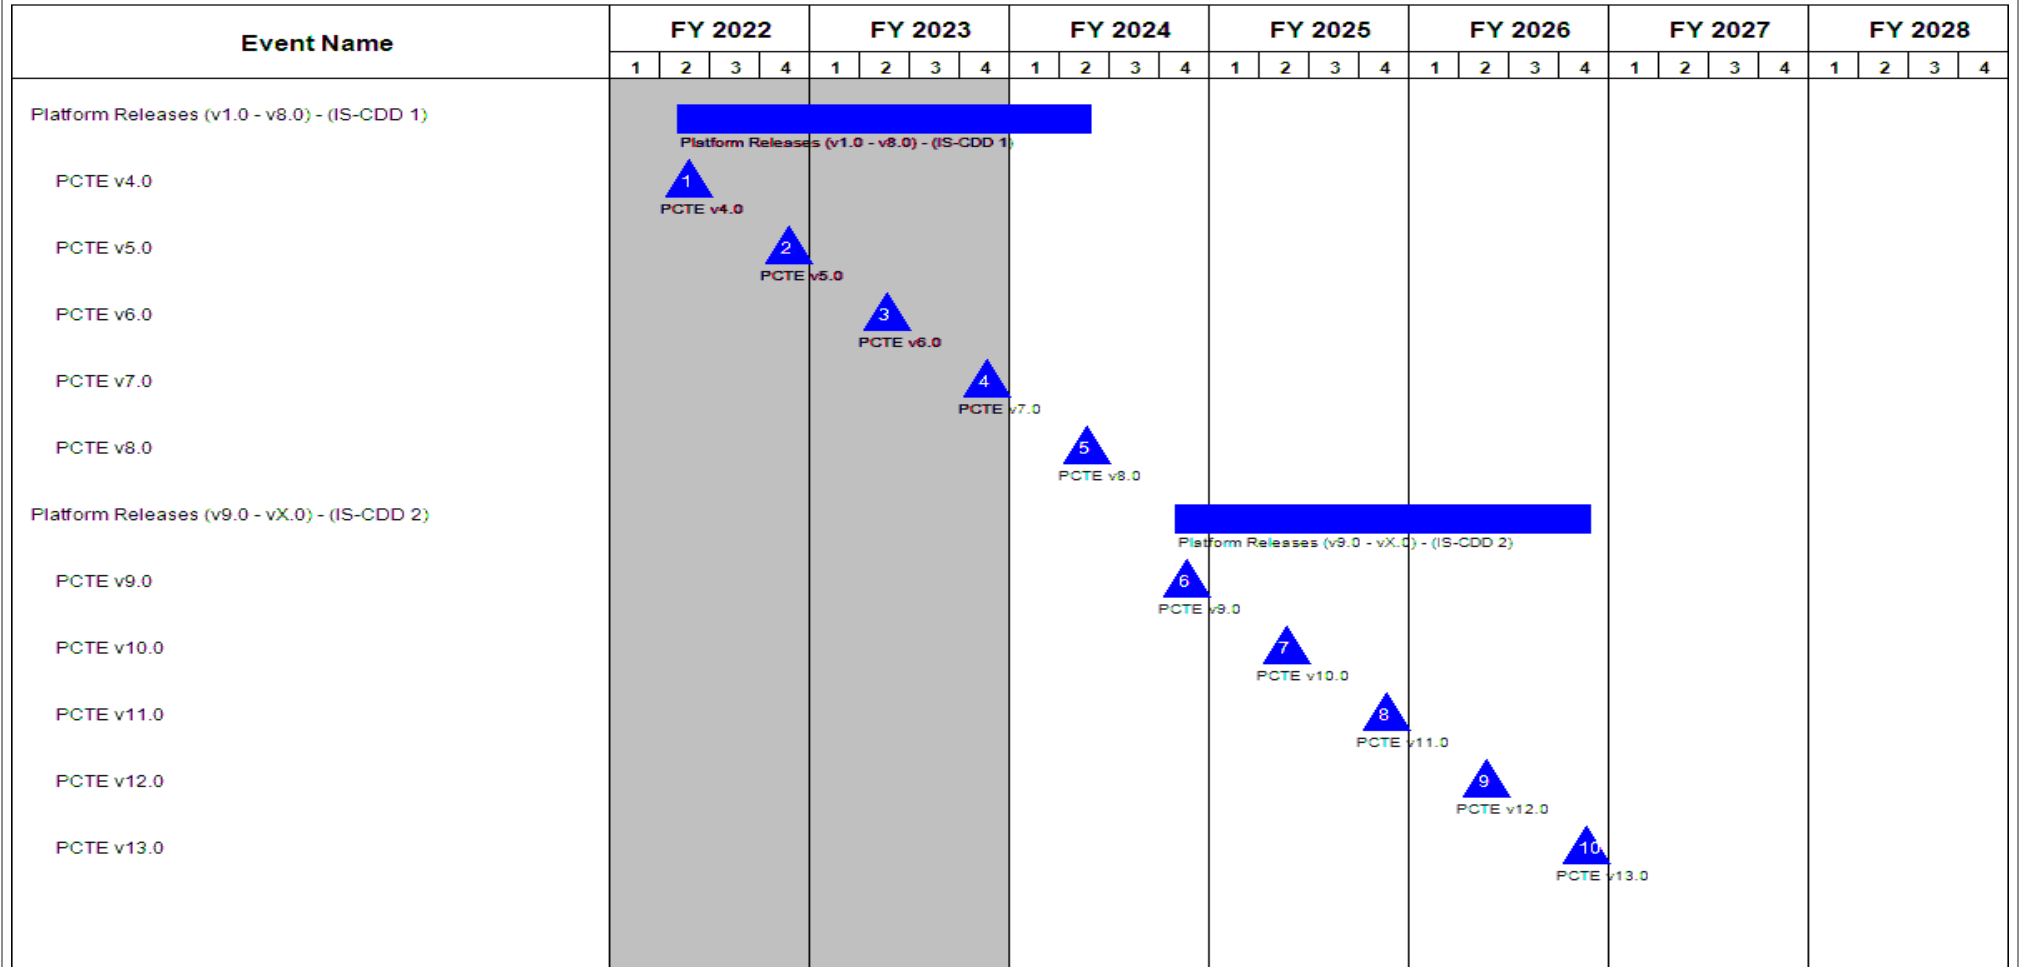 Event Name
FY 2022 FY 2023 FY 2024 FY 2025 FY 2026 FY 2027 FY 2028
1 2 3 4 1 2 3 4 1 2 3 4 1 2 3 4 1 2 3 4 1 2 3 4 1 2 3 4
Platform Releases (v1.0 - v8.0) - (IS-CDD 1)
Platform Releases (v1.0 - v8.0) - (IS-CDD 1)
PCTE v4.0
1
PCTE v4.0
PCTE v5.0
2
PCTE v5.0
PCTE v6.0
3
PCTE v6.0
PCTE v7.0
4
PCTE v7.0
PCTE v8.0
5
PCTE v8.0
Platform Releases (v9.0 - vX.0) - (IS-CDD 2)
Platform Releases (v9.0 - vX.0) - (IS-CDD 2)
PCTE v9.0
6
PCTE v9.0
PCTE v10.0
7
PCTE v10.0
PCTE v11.0
8
PCTE v11.0
PCTE v12.0
9
PCTE v12.0
PCTE v13.0
10
PCTE v13.0